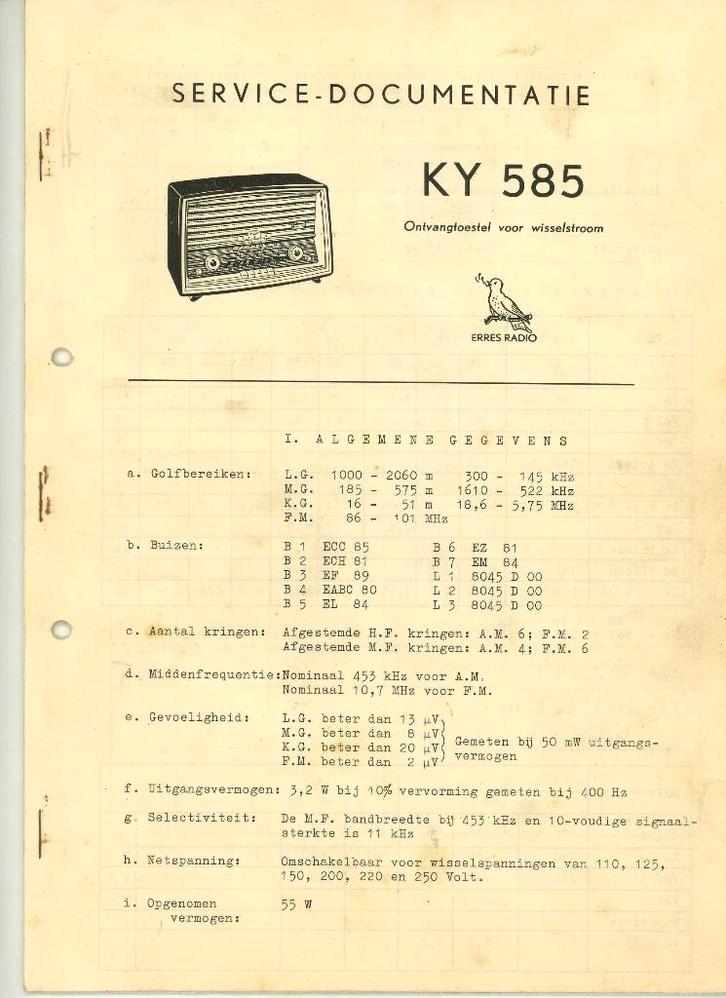 SERVICE-DOCUMENTATIE
KY 585
Ontvangtoestel voor wisselstroom
ERRES RADIO
I. ALGEMENE GEGEVENS
a. Golfbereiken: L.G. 1000 - 2060 m 300 - 145 kHz
M.G. 185 - 575 m 1610 - 522 kHz
K.G. 16 - 51 m 18,6 - 5,75 MHz
F.M. 86 - 101 MHz
b. Buizen: B 1 ECC 85 B 6 EZ 81
B 2 ECH 81 B 7 EM 84
B 3 EF 89 L 1 8045 D 00
B 4 EABC 80 L 2 8045 D 00
B 5 EL 84 L 3 8045 D 00
c. Aantal kringen: Afgestemde H.F. kringen: A.M. 6; F.M. 2
Afgestemde M.F. kringen: A.M. 4; F.M. 6
d. Middenfrequentie: Nominaal 453 kHz voor A.M.
Nominaal 10,7 MHz voor F.M.
e. Gevoeligheid: L.G. beter dan 13 µV
M.G. beter dan 8 µV
K.G. beter dan 20 µV Gemeten bij 50 mW uitgangs-
F.M. beter dan 2 µV vermogen
f. Uitgangsvermogen: 3,2 W bij 10% vervorming gemeten bij 400 Hz
g. Selectiviteit: De M.F. bandbreedte bij 453 kHz en 10-voudige signaal-
sterkte is 11 kHz
h. Netspanning: Omschakelbaar voor wisselspanningen van 110, 125,
150, 200, 220 en 250 Volt.
i. Opgenomen 55 W
vermogen: